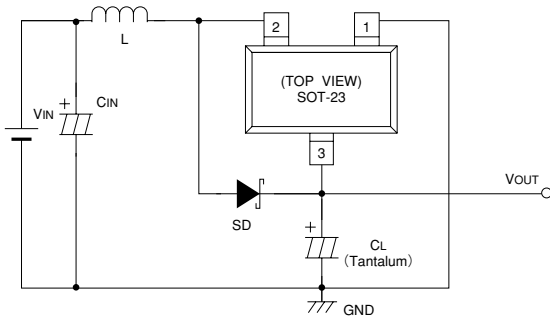 2
1
L
(TOP VIEW)
SOT-23
+
CIN
VIN
3
VOUT
SD
+
CL
(Tantalum)
GND